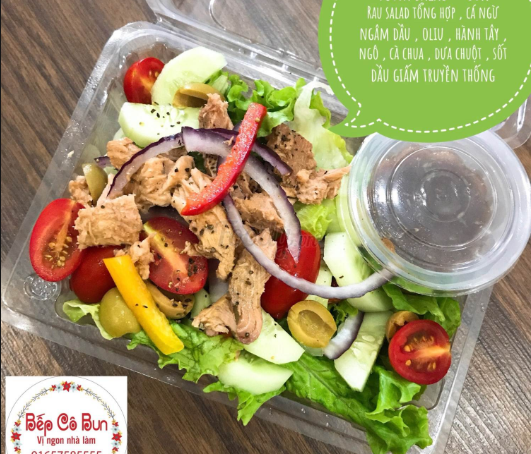 RAU SALAD TỔNG HỢP , CÁ NGỪ
NGÂM DẦU , OLIU , HÀNH TÂY ,
NGÔ , CÀ CHUA , DƯA CHUỘT , SỐT
DẦU GIẤM TRUYỀN THỐNG
Bếp Cô Bun
Vị ngon nhà làm